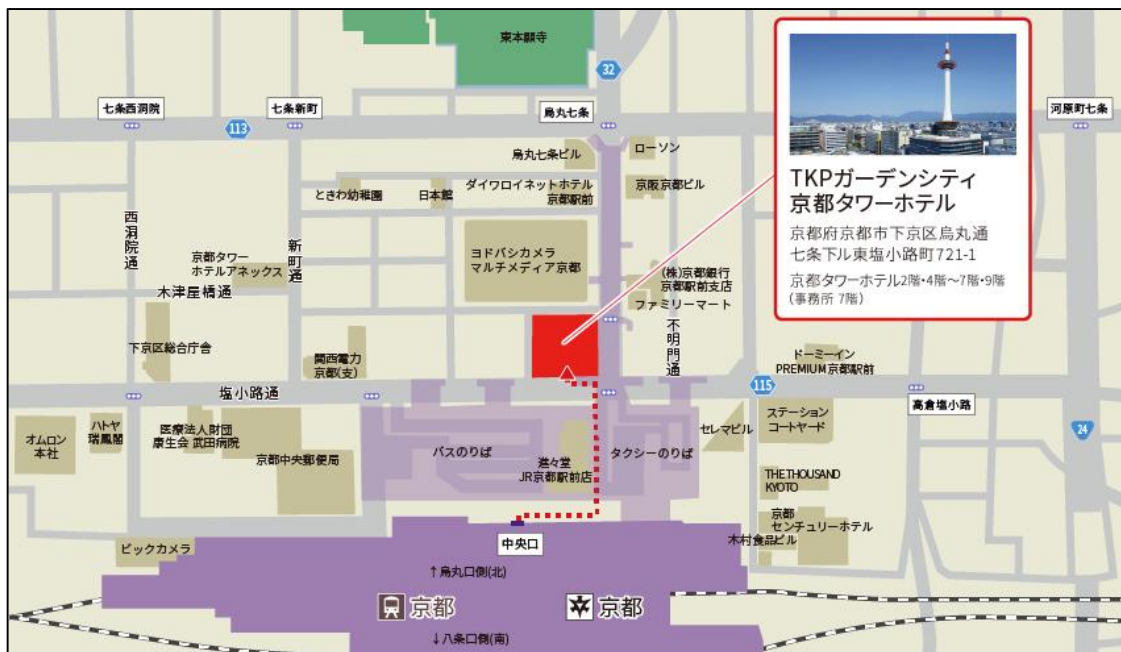 東本願寺
32
七条西洞院
七条新町
烏丸七条
河原町七条
113
烏丸七条ビル
ローソン
ときわ幼稚園
日本館
ダイワロイネットホテル
京都駅前
京阪京都ビル
TKPガーデンシティ
京都タワーホテル
京都府京都市下京区烏丸通
七条下ル東塩小路町721-1
京都タワーホテル2階・4階～7階・9階
(事務所 7階)
西洞院通
新町通
京都タワー
ホテルアネックス
木津屋橋通
ヨドバシカメラ
マルチメディア京都
(株)京都銀行
京都駅前支店
ファミリーマート
不明門通
下京区総合庁舎
関西電力
京都(支)
ドーミーイン
PREMIUM京都駅前
塩小路通
115
高倉塩小路
24
オムロン
本社
ハトヤ
瑞鳳閣
医療法人財団
康生会 武田病院
京都中央郵便局
バスのりば
進々堂
JR京都駅前店
タクシーのりば
セレマビル
ステーション
コートヤード
THE THOUSAND
KYOTO
京都
センチュリーホテル
木村食品ビル
ビックカメラ
中央口
↑烏丸口側(北)
京都
京都
↓八条口側(南)